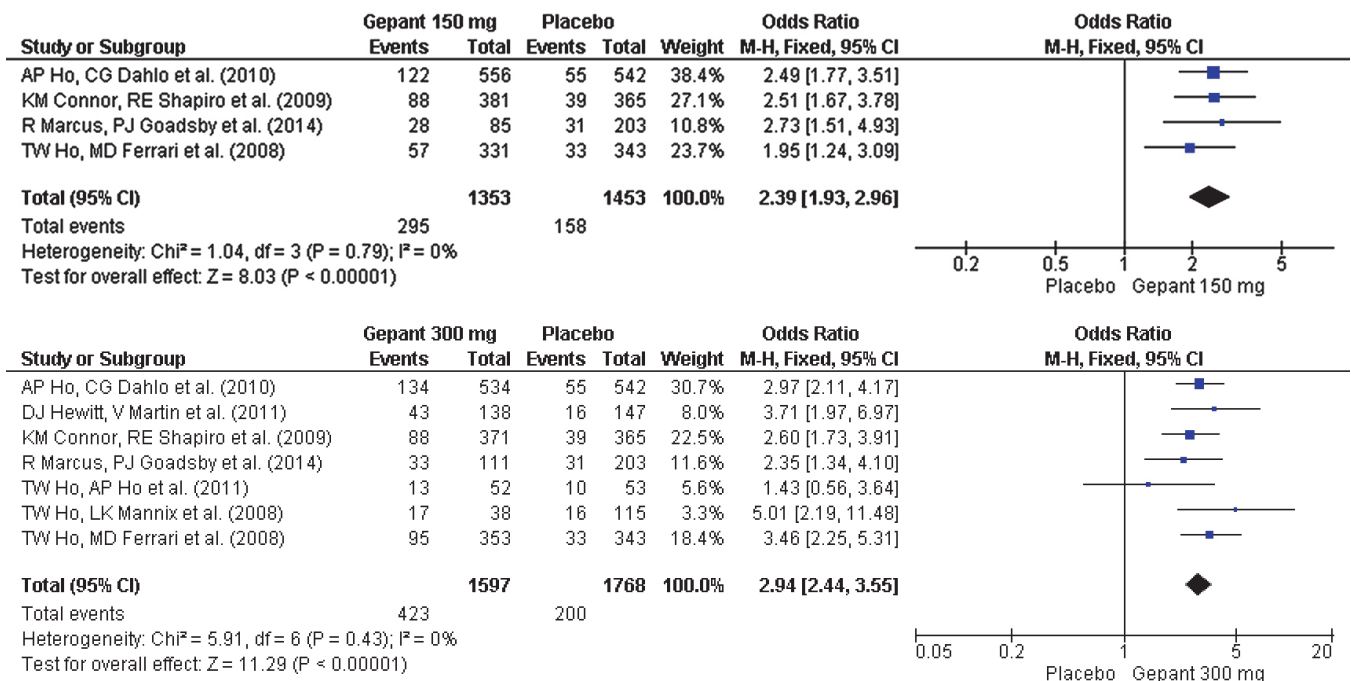 Gepant 150 mg Placebo Odds Ratio Odds Ratio
Study or Subgroup Events Total Events Total Weight M-H, Fixed, 95% CI M-H, Fixed, 95% CI
AP Ho, CG Dahlo et al. (2010) 122 556 55 542 38.4% 2.49 [1.77, 3.51]
KM Connor, RE Shapiro et al. (2009) 88 381 39 365 27.1% 2.51 [1.67, 3.78]
R Marcus, PJ Goadsby et al. (2014) 28 85 31 203 10.8% 2.73 [1.51, 4.93]
TW Ho, MD Ferrari et al. (2008) 57 331 33 343 23.7% 1.95 [1.24, 3.09]
Total (95% CI) 1353 1453 100.0% 2.39 [1.93, 2.96]
Total events 295 158
Heterogeneity: Chi² = 1.04, df = 3 (P = 0.79); I² = 0%
Test for overall effect: Z = 8.03 (P < 0.00001)
0.2 0.5 1 2 5
Placebo Gepant 150 mg
Gepant 300 mg Placebo Odds Ratio Odds Ratio
Study or Subgroup Events Total Events Total Weight M-H, Fixed, 95% CI M-H, Fixed, 95% CI
AP Ho, CG Dahlo et al. (2010) 134 534 55 542 30.7% 2.97 [2.11, 4.17]
DJ Hewitt, V Martin et al. (2011) 43 138 16 147 8.0% 3.71 [1.97, 6.97]
KM Connor, RE Shapiro et al. (2009) 88 371 39 365 22.5% 2.60 [1.73, 3.91]
R Marcus, PJ Goadsby et al. (2014) 33 111 31 203 11.6% 2.35 [1.34, 4.10]
TW Ho, AP Ho et al. (2011) 13 52 10 53 5.6% 1.43 [0.56, 3.64]
TW Ho, LK Mannix et al. (2008) 17 38 16 115 3.3% 5.01 [2.19, 11.48]
TW Ho, MD Ferrari et al. (2008) 95 353 33 343 18.4% 3.46 [2.25, 5.31]
Total (95% CI) 1597 1768 100.0% 2.94 [2.44, 3.55]
Total events 423 200
Heterogeneity: Chi² = 5.91, df = 6 (P = 0.43); I² = 0%
Test for overall effect: Z = 11.29 (P < 0.00001)
0.05 0.2 1 5 20
Placebo Gepant 300 mg